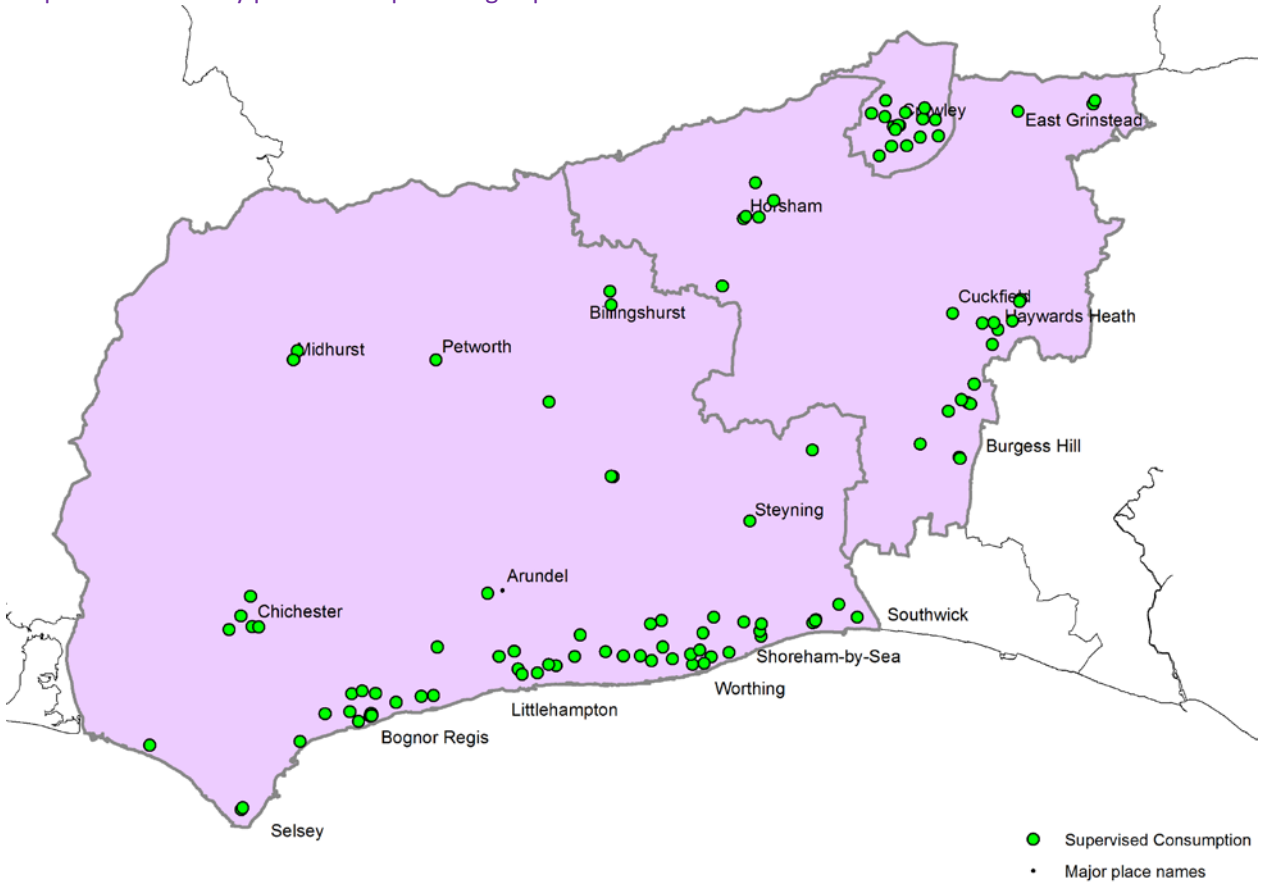 Crawley
East Grinstead
Horsham
Cuckfield
Billingshurst
Haywards Heath
Midhurst
Petworth
Burgess Hill
Steyning
Arundel
Chichester
Southwick
Shoreham-by-Sea
Worthing
Littlehampton
Bognor Regis
Selsey
Supervised Consumption
Major place names